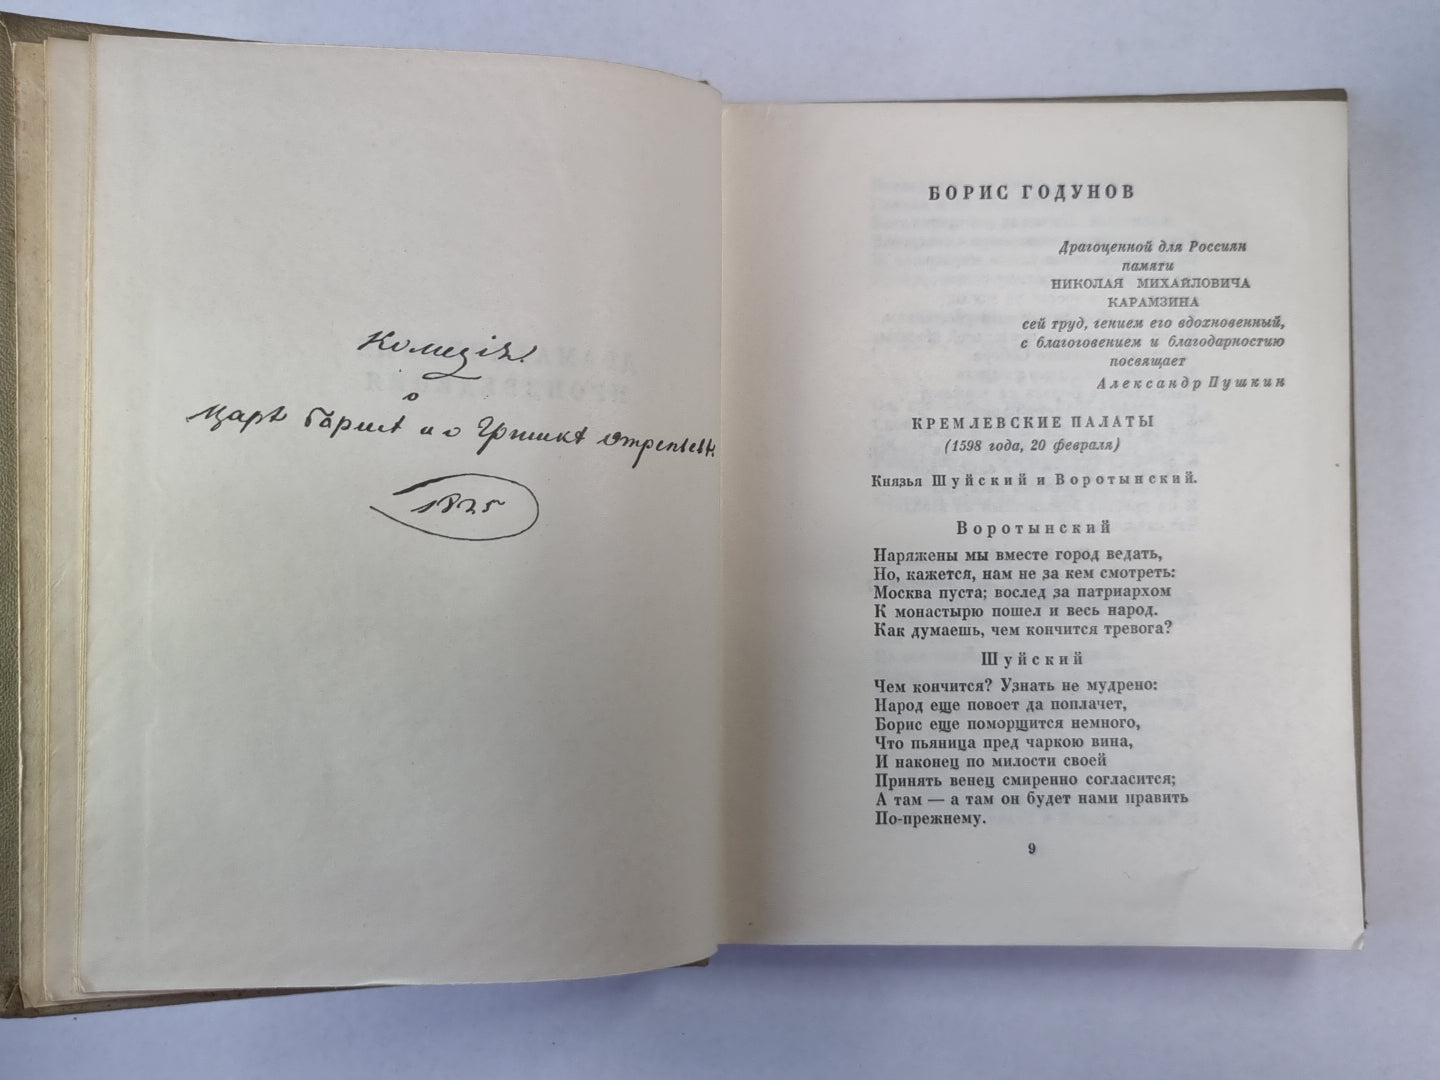 Комедія
о
царѣ Борисѣ и о Гришкѣ Отрепьевѣ
1825
БОРИС ГОДУНОВ
Драгоценной для Россиян
памяти
НИКОЛАЯ МИХАЙЛОВИЧА
КАРАМЗИНА
сей труд, гением его вдохновенный,
с благоговением и благодарностию
посвящает
Александр Пушкин
КРЕМЛЕВСКИЕ ПАЛАТЫ
(1598 года, 20 февраля)
Князья Шуйский и Воротынский.
Воротынский
Наряжены мы вместе город ведать,
Но, кажется, нам не за кем смотреть:
Москва пуста; вослед за патриархом
К монастырю пошел и весь народ.
Как думаешь, чем кончится тревога?
Шуйский
Чем кончится? Узнать не мудрено:
Народ еще повоет да поплачет,
Борис еще поморщится немного,
Что пьяница пред чаркою вина,
И наконец по милости своей
Принять венец смиренно согласится;
А там — а там он будет нами править
По-прежнему.
9